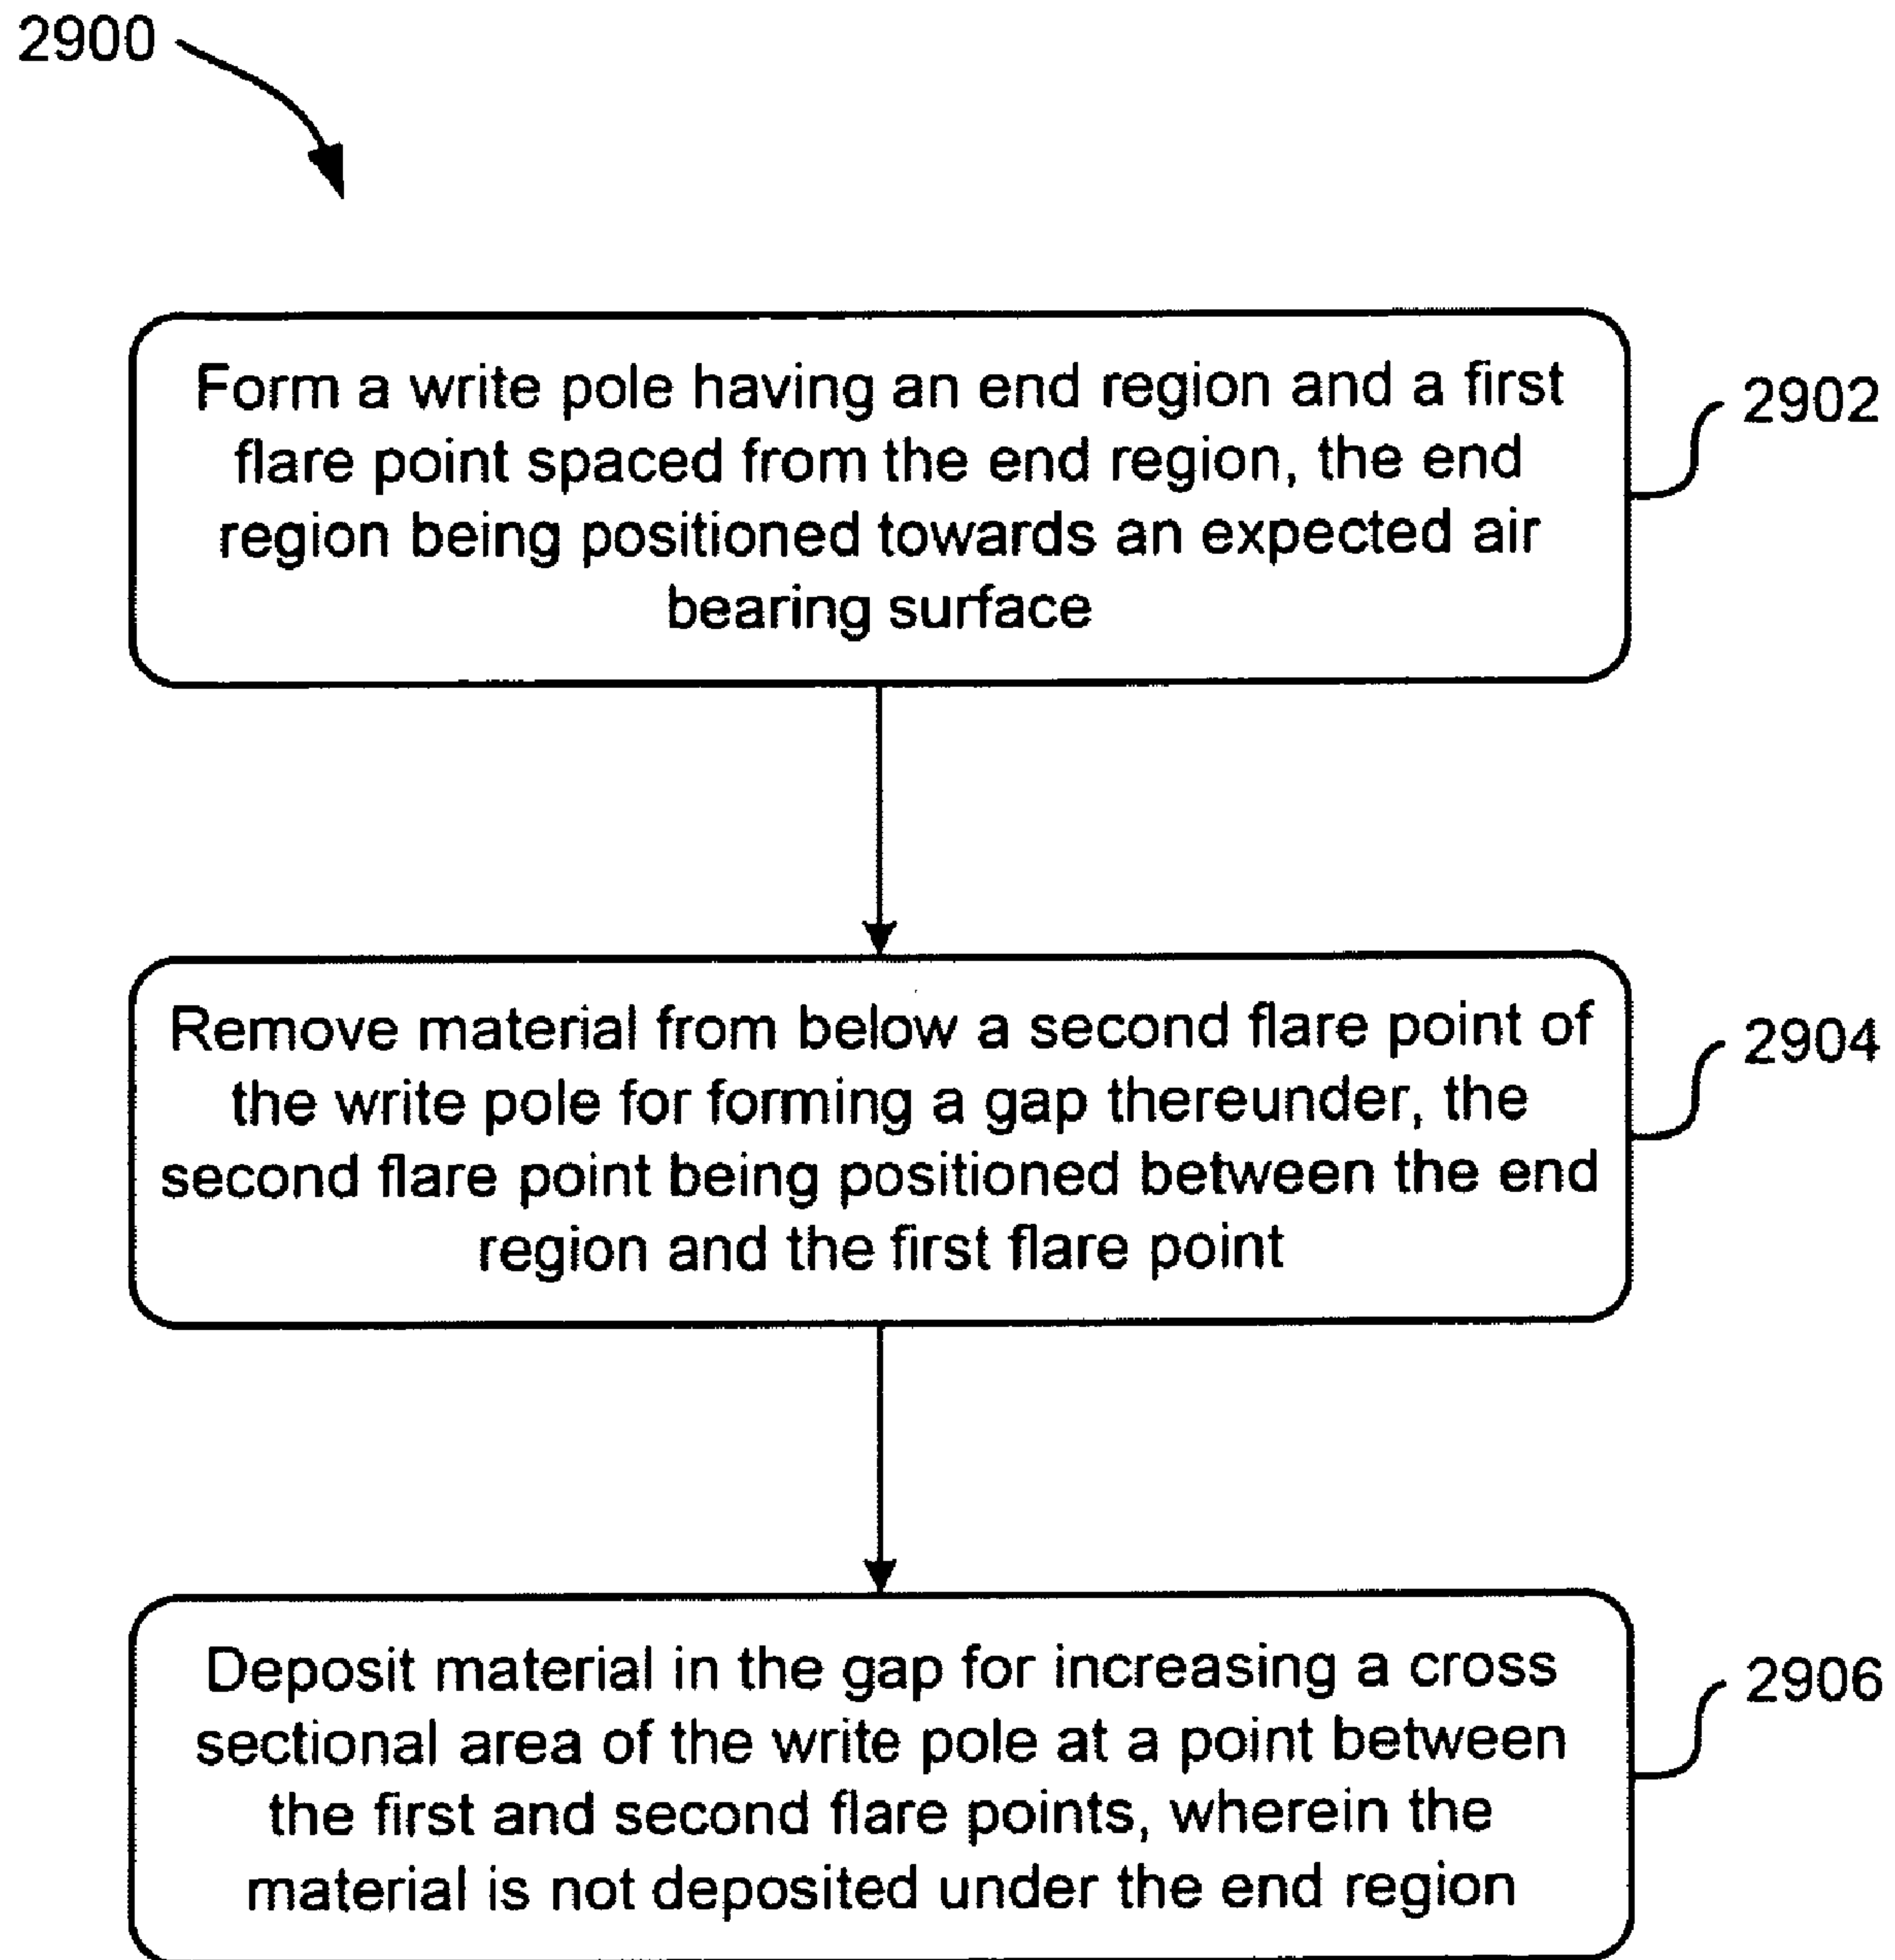 2900
Form a write pole having an end region and a first
flare point spaced from the end region, the end
region being positioned towards an expected air
bearing surface
2902
Remove material from below a second flare point of
the write pole for forming a gap thereunder, the
second flare point being positioned between the end
region and the first flare point
2904
Deposit material in the gap for increasing a cross
sectional area of the write pole at a point between
the first and second flare points, wherein the
material is not deposited under the end region
2906